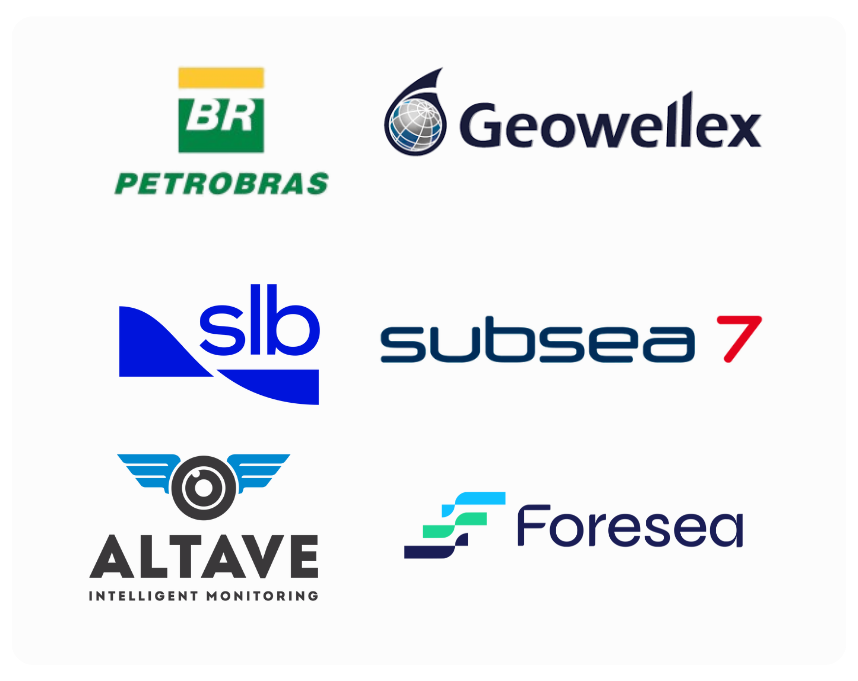 BR
PETROBRAS
Geowellex
slb
subsea 7
ALTAVE
INTELLIGENT MONITORING
Foresea